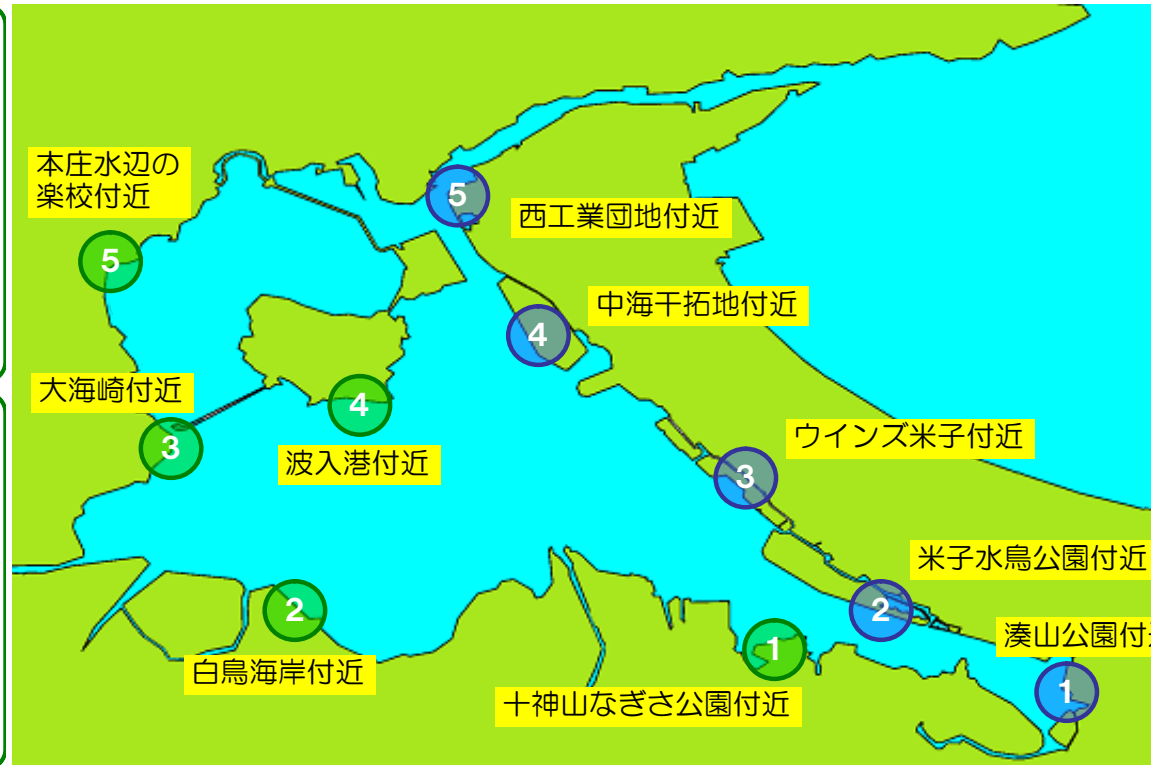 本庄水辺の
楽校付近
5
5
西工業団地付近
中海干拓地付近
4
大海崎付近
4
3
波入港付近
ウインズ米子付近
3
米子水鳥公園付近
2
2
白鳥海岸付近
1
湊山公園付
十神山なぎさ公園付近
1